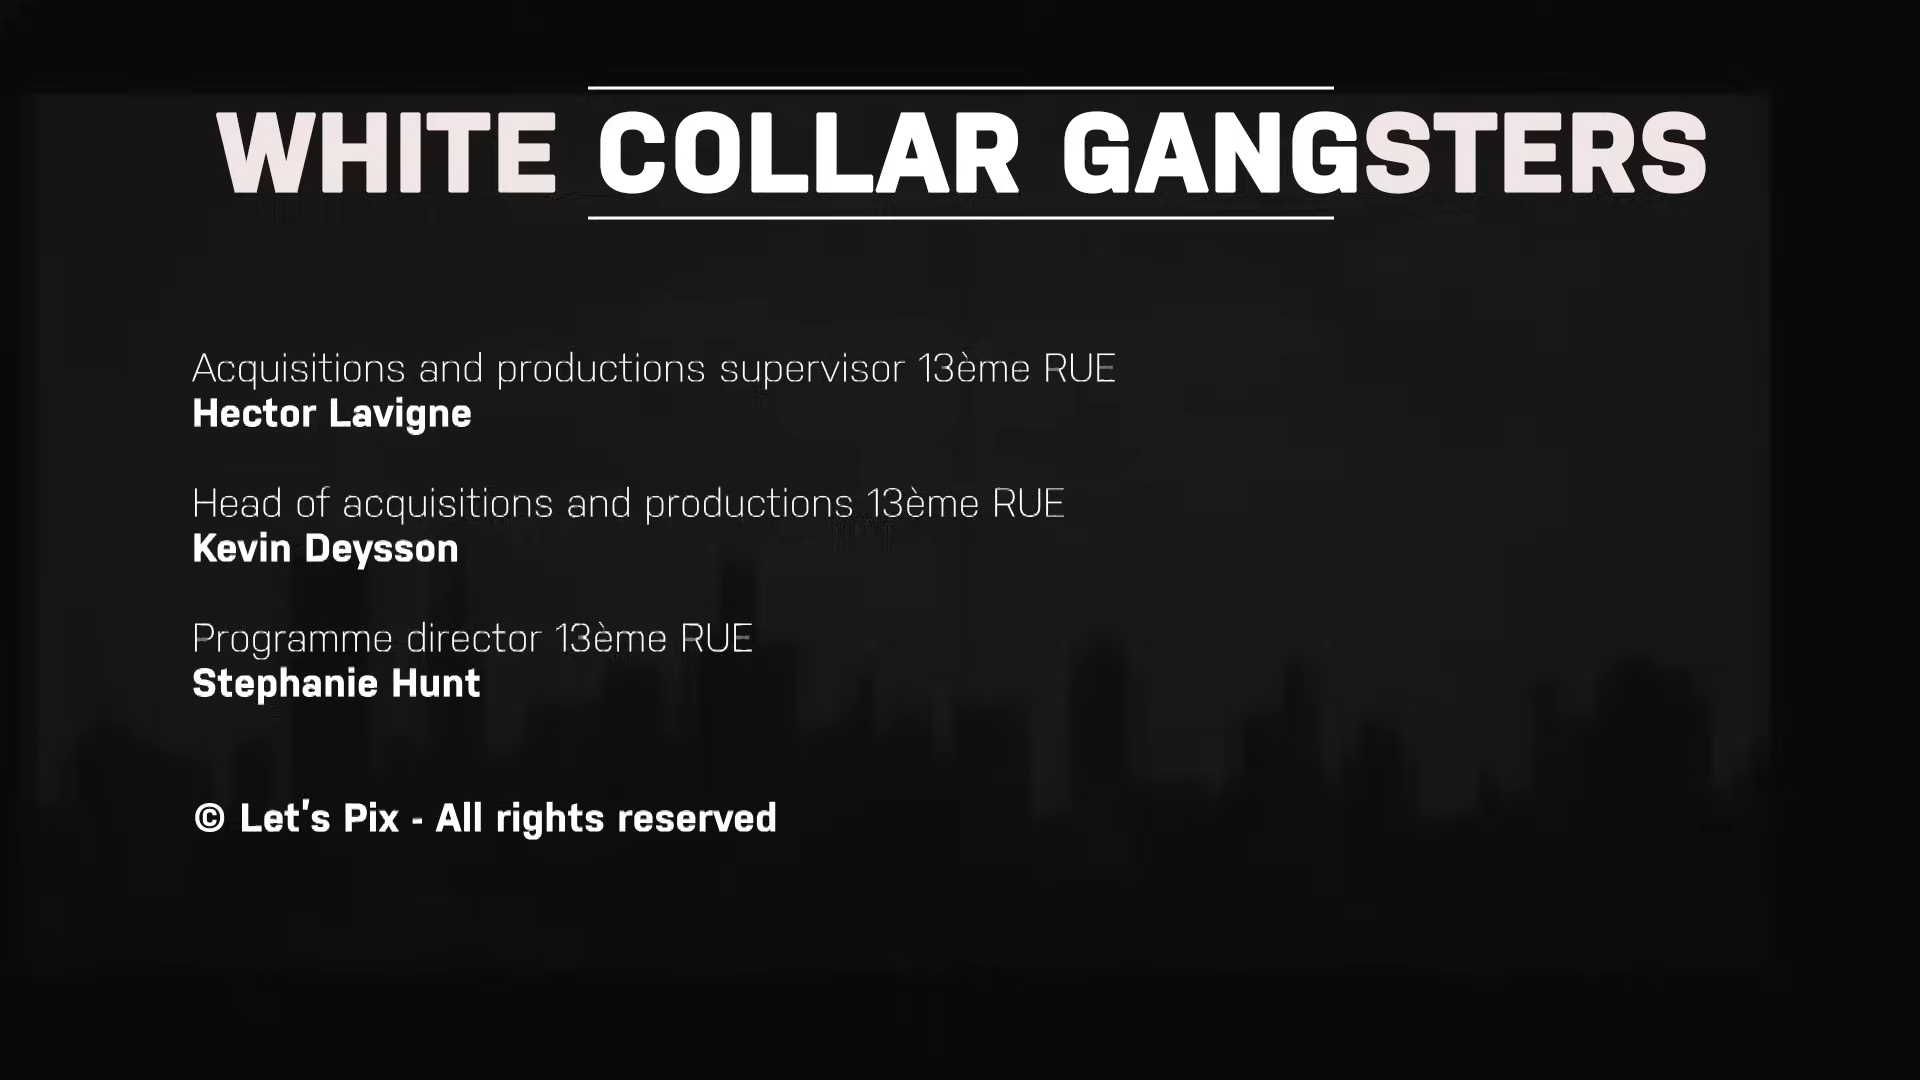 WHITE COLLAR GANGSTERS
Acquisitions and productions supervisor 13ème RUE
Hector Lavigne
Head of acquisitions and productions 13ème RUE
Kevin Deysson
Programme director 13ème RUE
Stephanie Hunt
© Let's Pix - All rights reserved